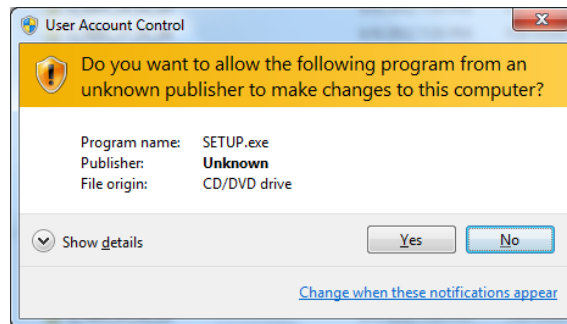 User Account Control
Do you want to allow the following program from an
unknown publisher to make changes to this computer?
Program name: SETUP.exe
Publisher: Unknown
File origin: CD/DVD drive
Show details
Yes
No
Change when these notifications appear